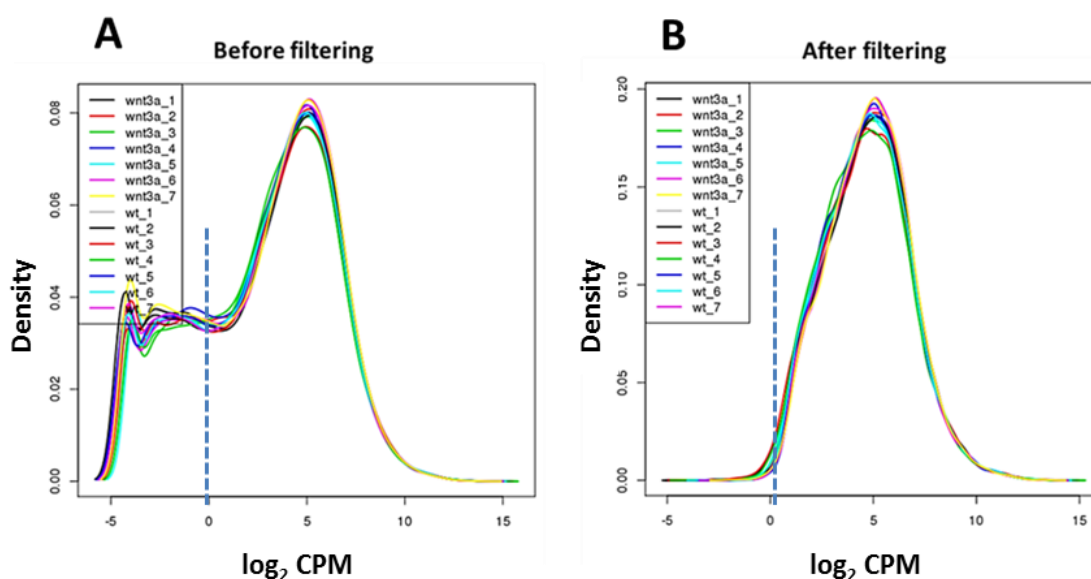 A
Before filtering
wnt3a_1
wnt3a_2
wnt3a_3
wnt3a_4
wnt3a_5
wnt3a_6
wnt3a_7
wt_1
wt_2
wt_3
wt_4
wt_5
wt_6
wt_7
Density
0.08
0.06
0.04
0.02
0.00
-5
0
5
10
15
log₂ CPM
B
After filtering
wnt3a_1
wnt3a_2
wnt3a_3
wnt3a_4
wnt3a_5
wnt3a_6
wnt3a_7
wt_1
wt_2
wt_3
wt_4
wt_5
wt_6
wt_7
Density
0.20
0.15
0.10
0.05
0.00
-5
0
5
10
15
log₂ CPM